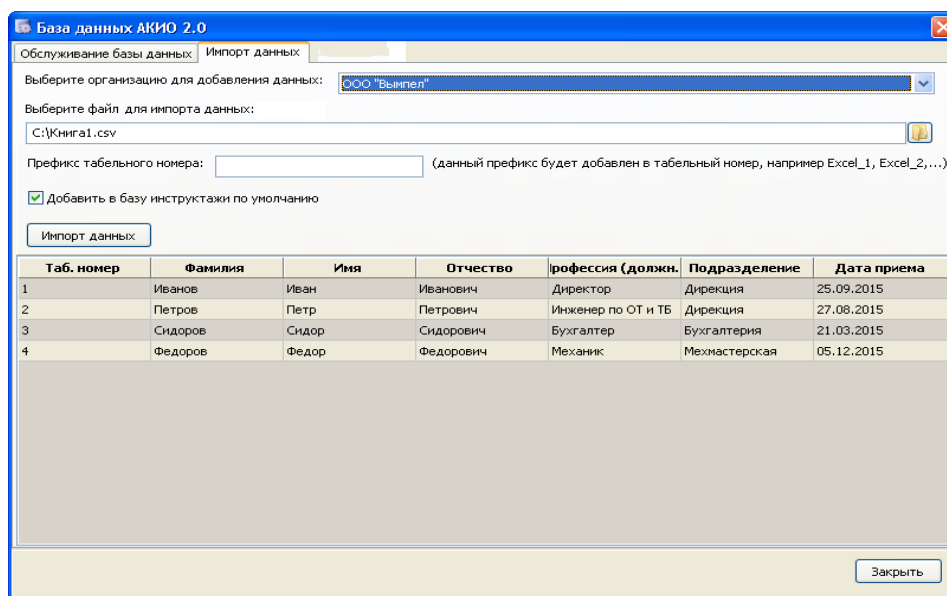 База данных АКИО 2.0
Обслуживание базы данных Импорт данных
Выберите организацию для добавления данных: ООО "Вымпел"
Выберите файл для импорта данных:
C:\Книга1.csv
Префикс табельного номера: (данный префикс будет добавлен в табельный номер, например Excel_1, Excel_2,...)
Добавить в базу инструктажи по умолчанию
Импорт данных
Таб. номер Фамилия Имя Отчество Профессия (должн. Подразделение Дата приема
1 Иванов Иван Иванович Директор Дирекция 25.09.2015
2 Петров Петр Петрович Инженер по ОТ и ТБ Дирекция 27.08.2015
3 Сидоров Сидор Сидорович Бухгалтер Бухгалтерия 21.03.2015
4 Федоров Федор Федорович Механик Мехмастерская 05.12.2015
Закрыть